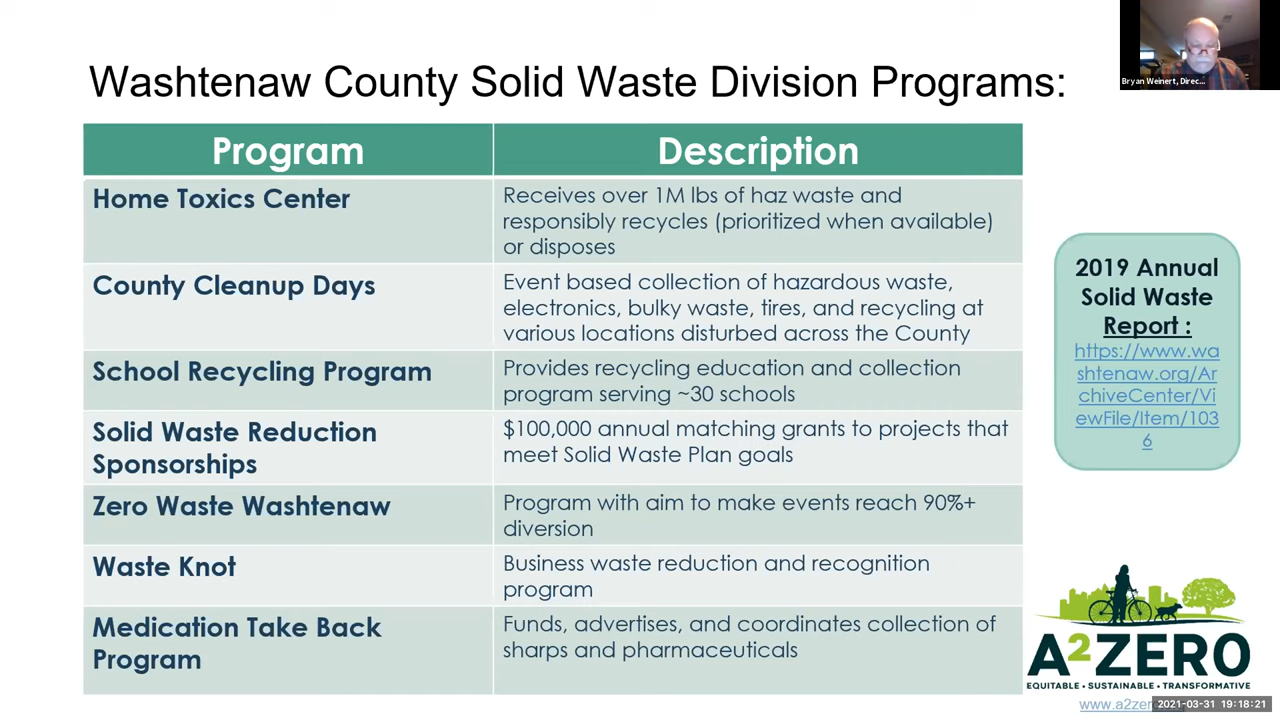 Bryan Weinert, Direc...
Washtenaw County Solid Waste Division Programs:
Program
Description
Home Toxics Center
Receives over 1M lbs of haz waste and
responsibly recycles (prioritized when available)
or disposes
County Cleanup Days
Event based collection of hazardous waste,
electronics, bulky waste, tires, and recycling at
various locations disturbed across the County
School Recycling Program
Provides recycling education and collection
program serving ~30 schools
Solid Waste Reduction
Sponsorships
$100,000 annual matching grants to projects that
meet Solid Waste Plan goals
Zero Waste Washtenaw
Program with aim to make events reach 90%+
diversion
Waste Knot
Business waste reduction and recognition
program
Medication Take Back
Program
Funds, advertises, and coordinates collection of
sharps and pharmaceuticals
2019 Annual
Solid Waste
Report :
https://www.wa
shtenaw.org/Ar
chiveCenter/Vi
ewFile/Item/103
6
A2ZERO
EQUITABLE • SUSTAINABLE • TRANSFORMATIVE
www.a2zer
2021-03-31 19:18:21